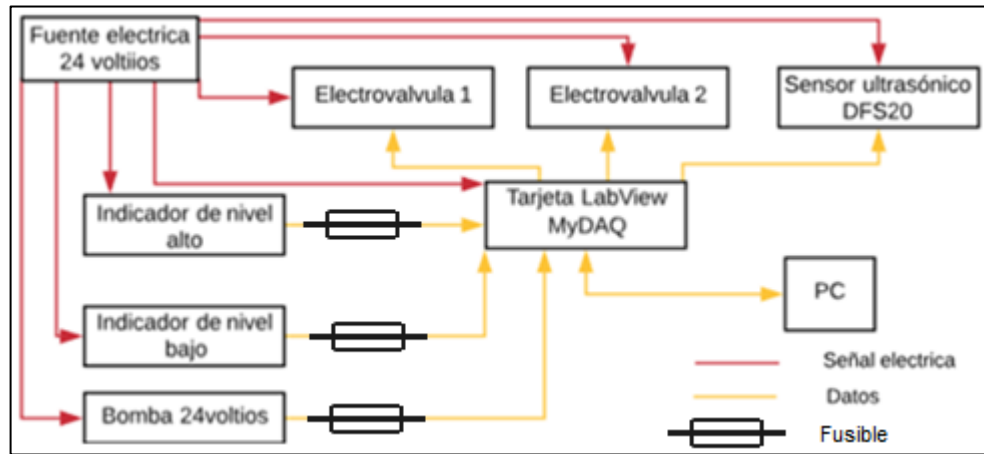 Fuente electrica
24 voltiios
Electrovalvula 1
Electrovalvula 2
Sensor ultrasónico
DFS20
Tarjeta LabView
MyDAQ
Indicador de nivel
alto
PC
Indicador de nivel
bajo
Señal electrica
Bomba 24voltios
Datos
Fusible